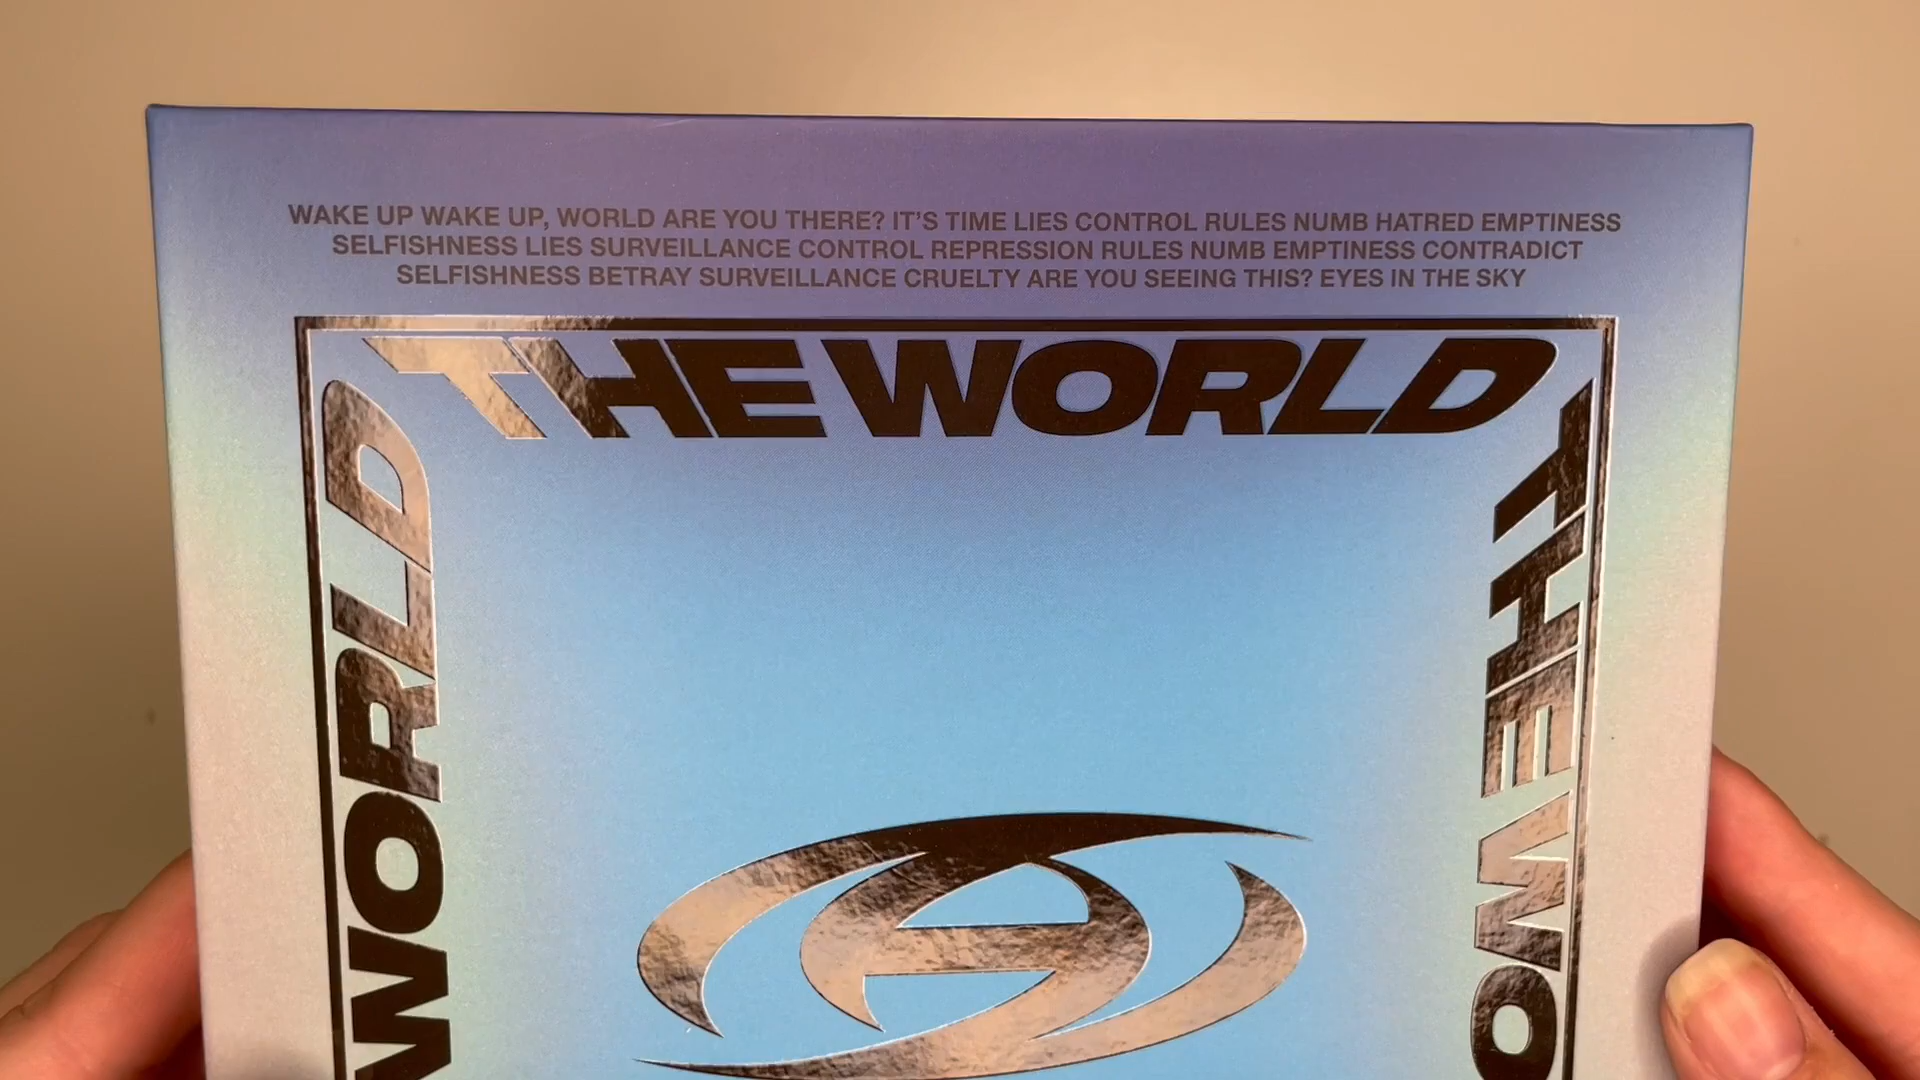 WAKE UP WAKE UP, WORLD ARE YOU THERE? IT'S TIME LIES CONTROL RULES NUMB HATRED EMPTINESS
SELFISHNESS LIES SURVEILLANCE CONTROL REPRESSION RULES NUMB EMPTINESS CONTRADICT
SELFISHNESS BETRAY SURVEILLANCE CRUELTY ARE YOU SEEING THIS? EYES IN THE SKY
THE WORLD
WORLD
THE WO